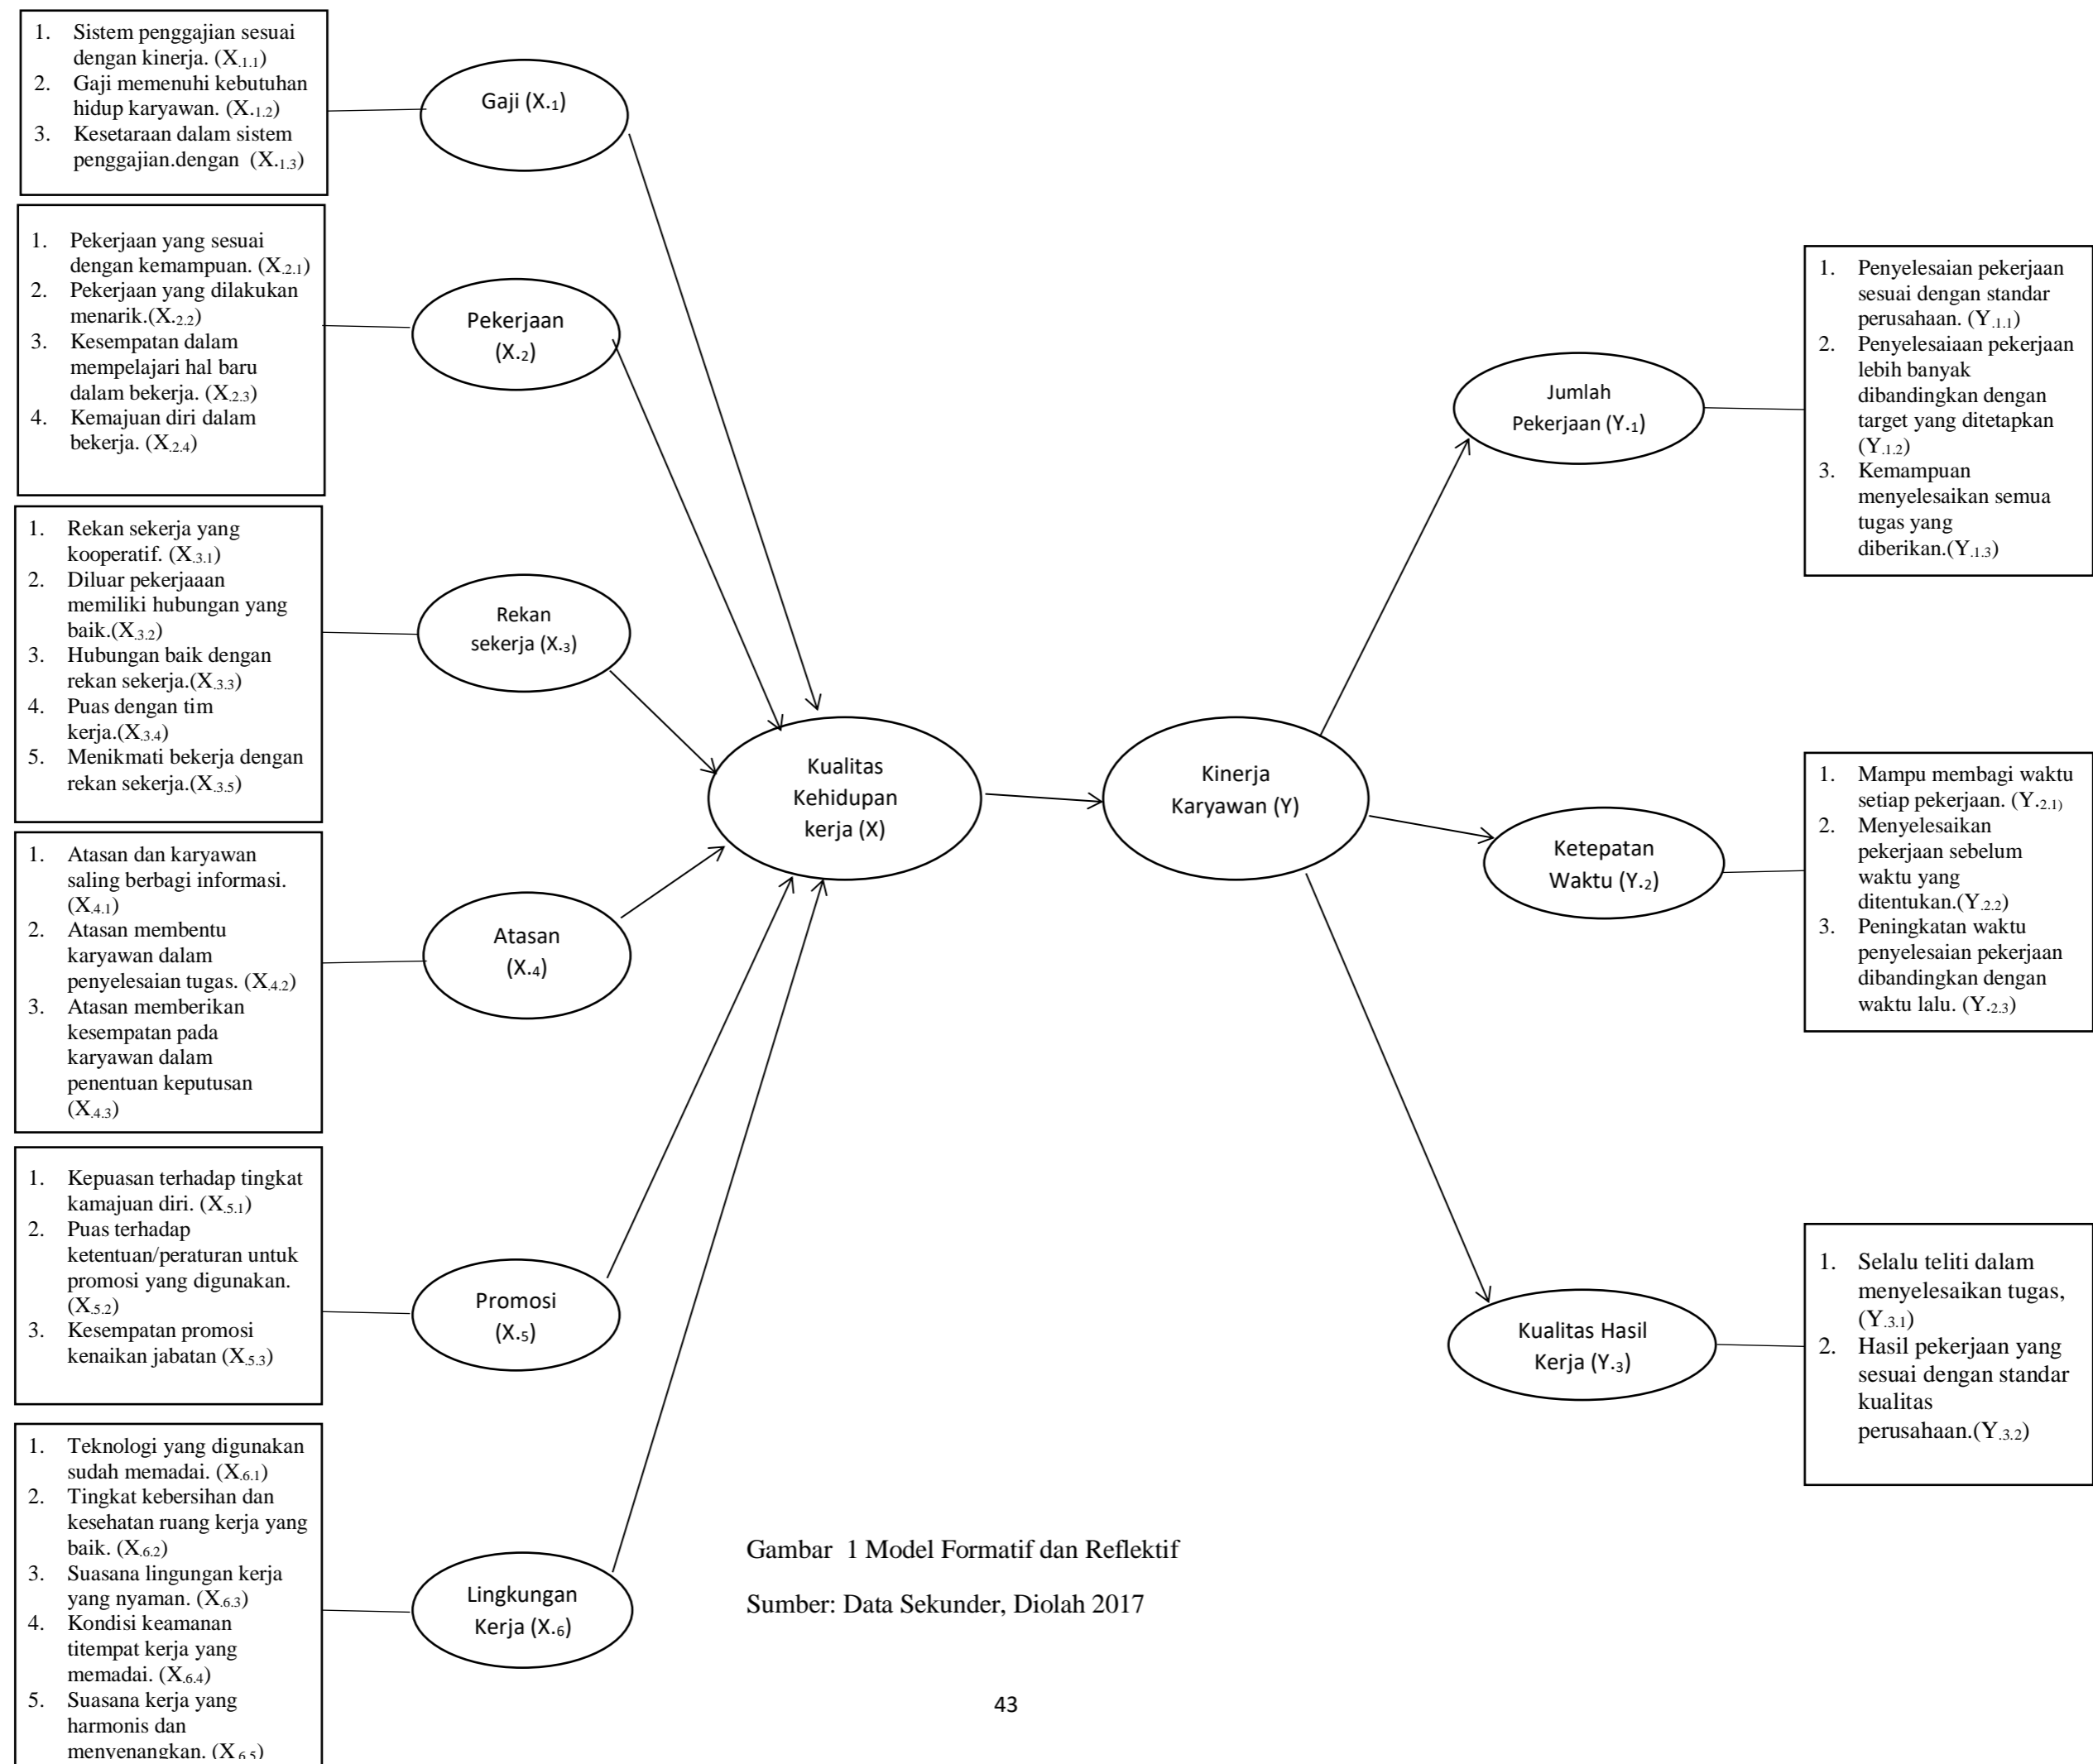 1. Sistem penggajian sesuai
dengan kinerja. (X.1.1)
2. Gaji memenuhi kebutuhan
hidup karyawan. (X.1.2)
3. Kesetaraan dalam sistem
penggajian.dengan (X.1.3)
Gaji (X.1)
1. Pekerjaan yang sesuai
dengan kemampuan. (X.2.1)
2. Pekerjaan yang dilakukan
menarik.(X.2.2)
3. Kesempatan dalam
mempelajari hal baru
dalam bekerja. (X.2.3)
4. Kemajuan diri dalam
bekerja. (X.2.4)
Pekerjaan
(X.2)
1. Rekan sekerja yang
kooperatif. (X.3.1)
2. Diluar pekerjaaan
memiliki hubungan yang
baik.(X.3.2)
3. Hubungan baik dengan
rekan sekerja.(X.3.3)
4. Puas dengan tim
kerja.(X.3.4)
5. Menikmati bekerja dengan
rekan sekerja.(X.3.5)
Rekan
sekerja (X.3)
1. Atasan dan karyawan
saling berbagi informasi.
(X.4.1)
2. Atasan membentu
karyawan dalam
penyelesaian tugas. (X.4.2)
3. Atasan memberikan
kesempatan pada
karyawan dalam
penentuan keputusan
(X.4.3)
Atasan
(X.4)
1. Kepuasan terhadap tingkat
kamajuan diri. (X.5.1)
2. Puas terhadap
ketentuan/peraturan untuk
promosi yang digunakan.
(X.5.2)
3. Kesempatan promosi
kenaikan jabatan (X.5.3)
Promosi
(X.5)
1. Teknologi yang digunakan
sudah memadai. (X.6.1)
2. Tingkat kebersihan dan
kesehatan ruang kerja yang
baik. (X.6.2)
3. Suasana lingungan kerja
yang nyaman. (X.6.3)
4. Kondisi keamanan
titempat kerja yang
memadai. (X.6.4)
5. Suasana kerja yang
harmonis dan
menyenangkan. (X.6.5)
Lingkungan
Kerja (X.6)
Kualitas
Kehidupan
kerja (X)
Kinerja
Karyawan (Y)
Jumlah
Pekerjaan (Y.1)
1. Penyelesaian pekerjaan
sesuai dengan standar
perusahaan. (Y.1.1)
2. Penyelesaiaan pekerjaan
lebih banyak
dibandingkan dengan
target yang ditetapkan
(Y.1.2)
3. Kemampuan
menyelesaikan semua
tugas yang
diberikan.(Y.1.3)
Ketepatan
Waktu (Y.2)
1. Mampu membagi waktu
setiap pekerjaan. (Y.2.1)
2. Menyelesaikan
pekerjaan sebelum
waktu yang
ditentukan.(Y.2.2)
3. Peningkatan waktu
penyelesaian pekerjaan
dibandingkan dengan
waktu lalu. (Y.2.3)
Kualitas Hasil
Kerja (Y.3)
1. Selalu teliti dalam
menyelesaikan tugas,
(Y.3.1)
2. Hasil pekerjaan yang
sesuai dengan standar
kualitas
perusahaan.(Y.3.2)
Gambar 1 Model Formatif dan Reflektif
Sumber: Data Sekunder, Diolah 2017
43